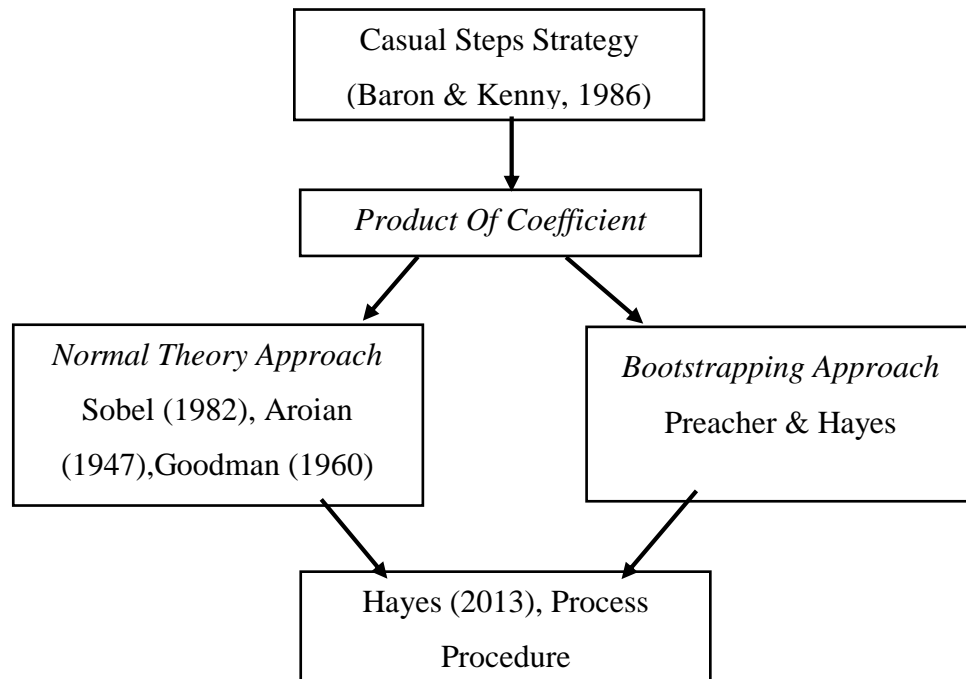 Casual Steps Strategy
(Baron & Kenny, 1986)
Product Of Coefficient
Normal Theory Approach
Sobel (1982), Aroian
(1947),Goodman (1960)
Bootstrapping Approach
Preacher & Hayes
Hayes (2013), Process
Procedure